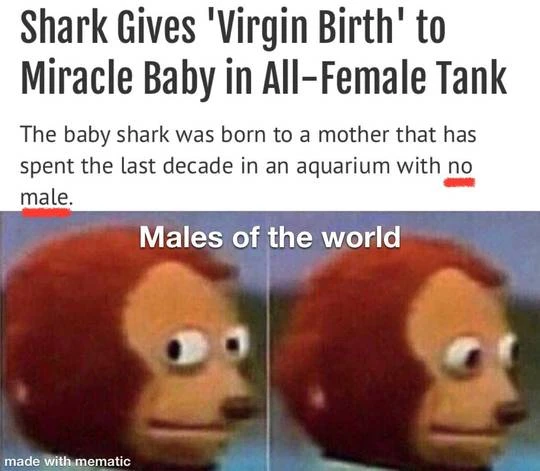 Shark Gives 'Virgin Birth' to
Miracle Baby in All-Female Tank
The baby shark was born to a mother that has
spent the last decade in an aquarium with no
male.
Males of the world
made with mematic